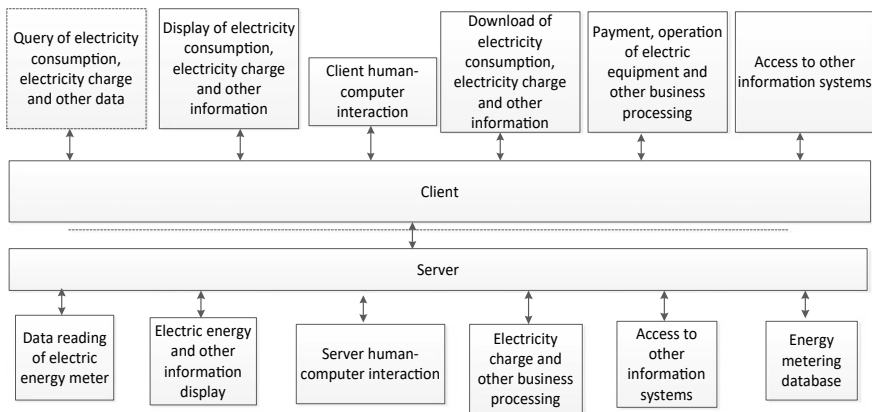 Query of electricity
consumption,
electricity charge
and other data
Display of electricity
consumption,
electricity charge
and other
information
Client human-
computer
interaction
Download of
electricity
consumption,
electricity charge
and other
information
Payment, operation
of electric
equipment and
other business
processing
Access to other
information systems
Client
Server
Data reading
of electric
energy meter
Electric energy
and other
information
display
Server human-
computer interaction
Electricity
charge and
other business
processing
Access to
other
information
systems
Energy
metering
database